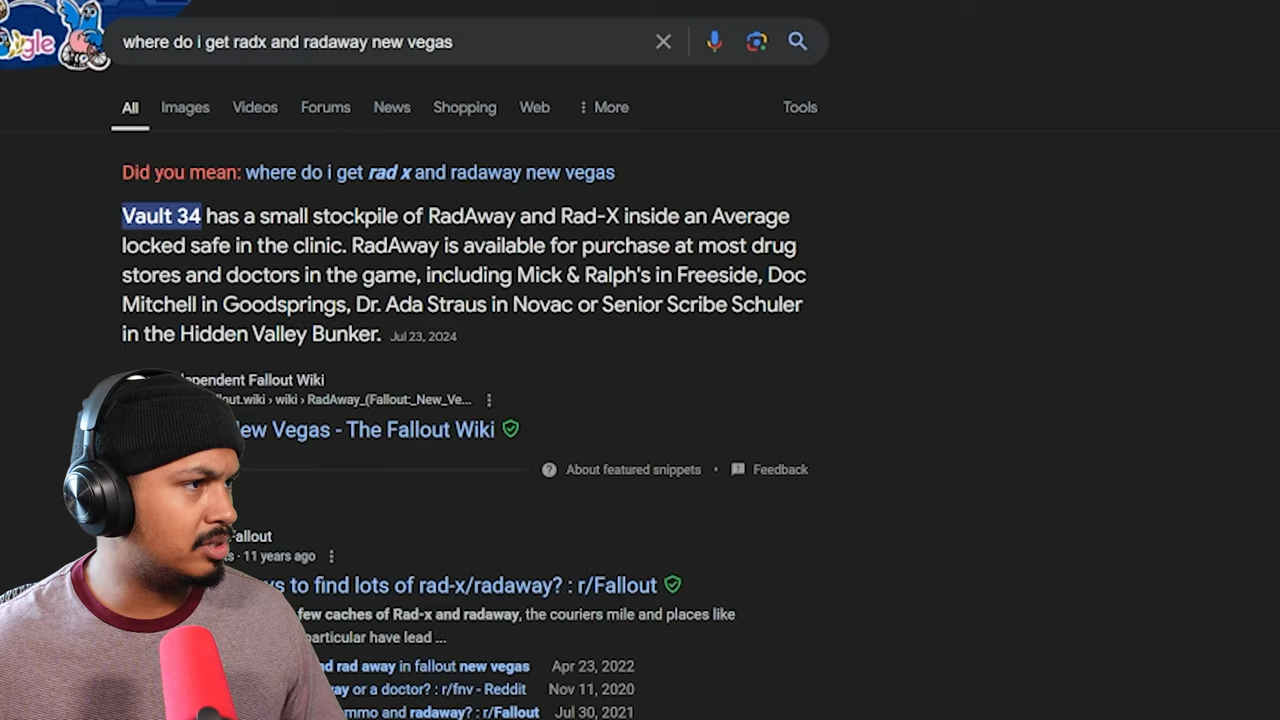 where do i get radx and radaway new vegas
All Images Videos Forums News Shopping Web More Tools
Did you mean: where do i get rad x and radaway new vegas
Vault 34 has a small stockpile of RadAway and Rad-X inside an Average
locked safe in the clinic. RadAway is available for purchase at most drug
stores and doctors in the game, including Mick & Ralph's in Freeside, Doc
Mitchell in Goodsprings, Dr. Ada Straus in Novac or Senior Scribe Schuler
in the Hidden Valley Bunker. Jul 23, 2024
Fallout Wiki
wiki › RadAway_(Fallout:_New_Ve...
Vegas - The Fallout Wiki
About featured snippets • Feedback
11 years ago
to find lots of rad-x/radaway? : r/Fallout
few caches of Rad-x and radaway, the couriers mile and places like
particular have lead ...
rad away in fallout new vegas Apr 23, 2022
or a doctor? : r/fnv - Reddit Nov 11, 2020
and radaway? : r/Fallout Jul 30, 2021